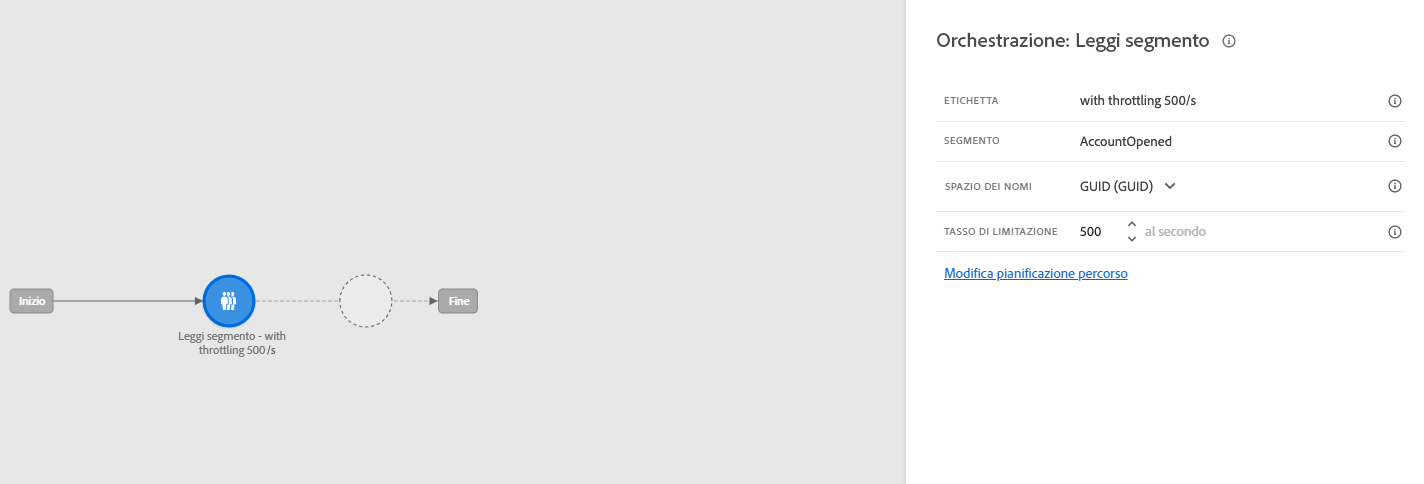 Orchestrazione: Leggi segmento
ETICHETTA with throttling 500/s
SEGMENTO AccountOpened
SPAZIO DEI NOMI GUID (GUID)
TASSO DI LIMITAZIONE 500 al secondo
Modifica pianificazione percorso
Inizio
Fine
Leggi segmento - with
throttling 500/s